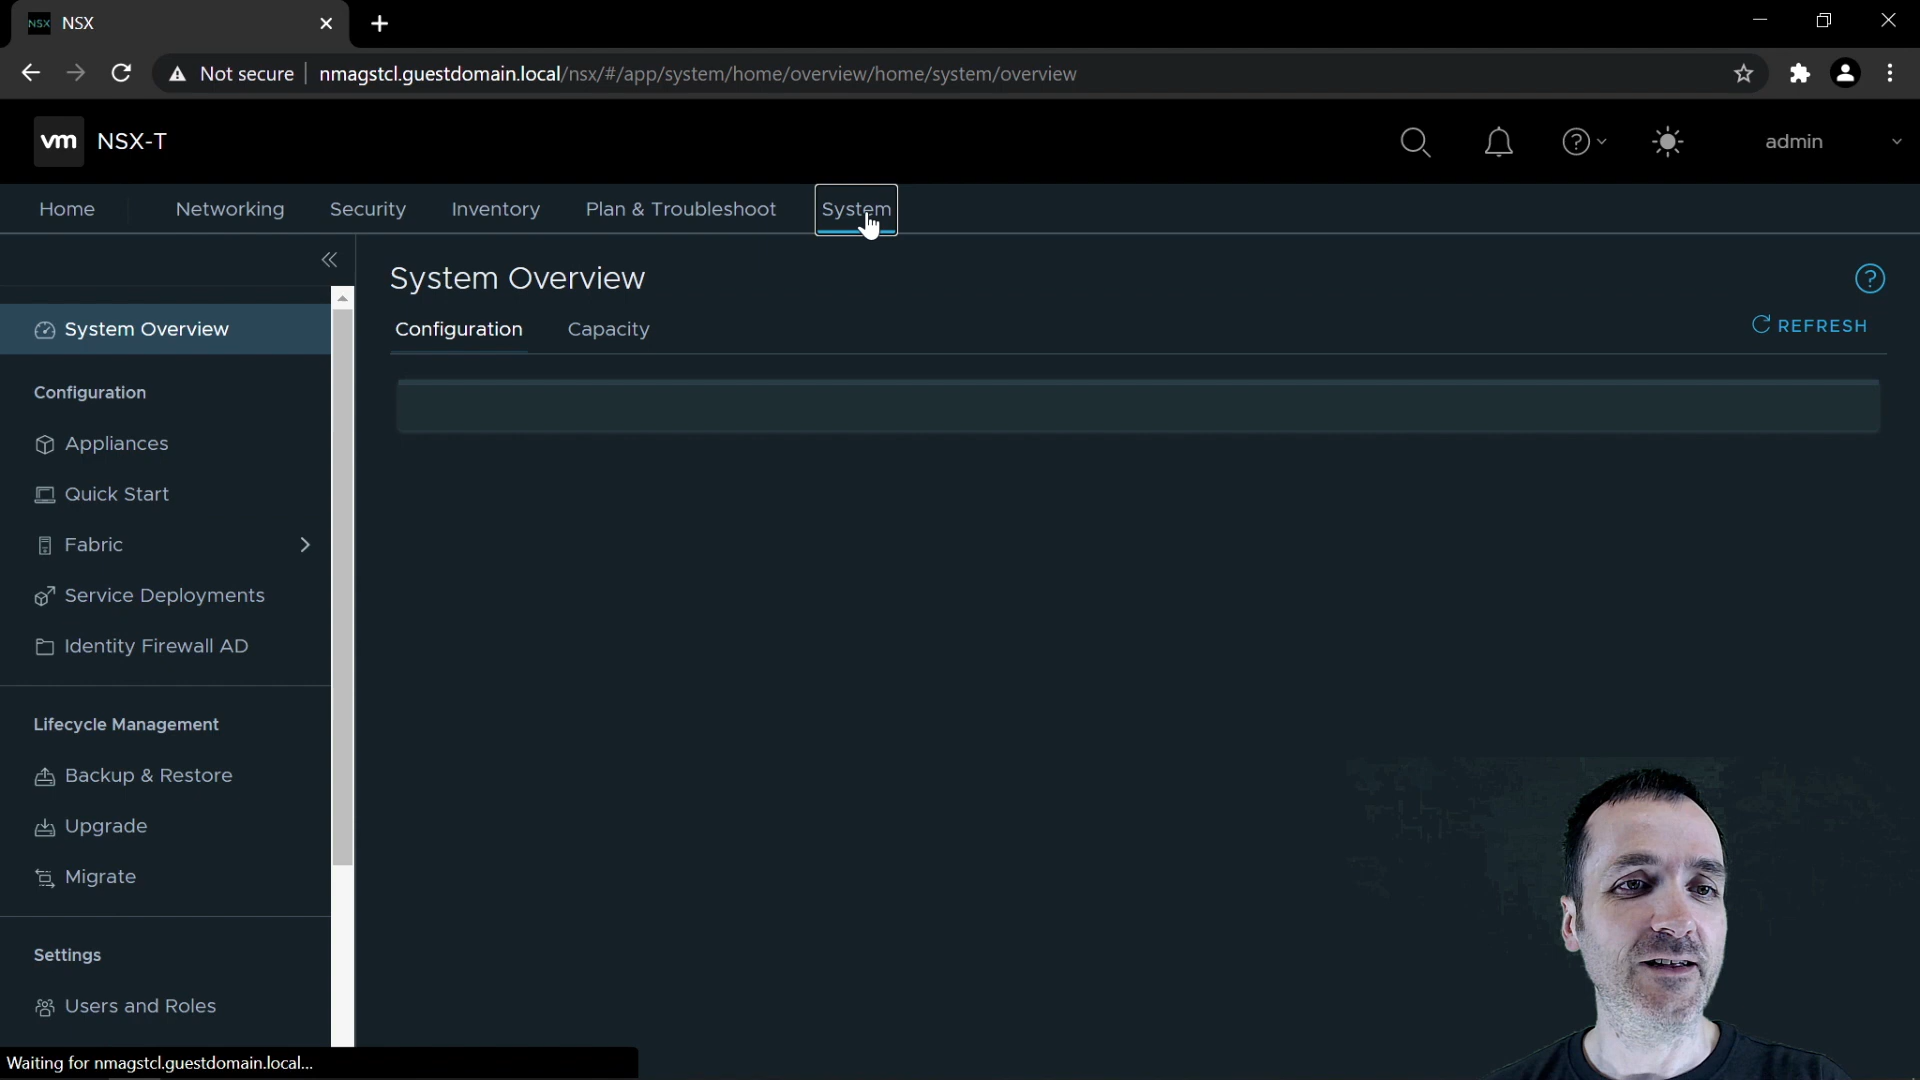 NSX NSX
Not secure nmagstcl.guestdomain.local/nsx/#/app/system/home/overview/home/system/overview
vm NSX-T admin
Home Networking Security Inventory Plan & Troubleshoot System
System Overview
Configuration Capacity
REFRESH
System Overview
Configuration
Appliances
Quick Start
Fabric
Service Deployments
Identity Firewall AD
Lifecycle Management
Backup & Restore
Upgrade
Migrate
Settings
Users and Roles
Waiting for nmagstcl.guestdomain.local...